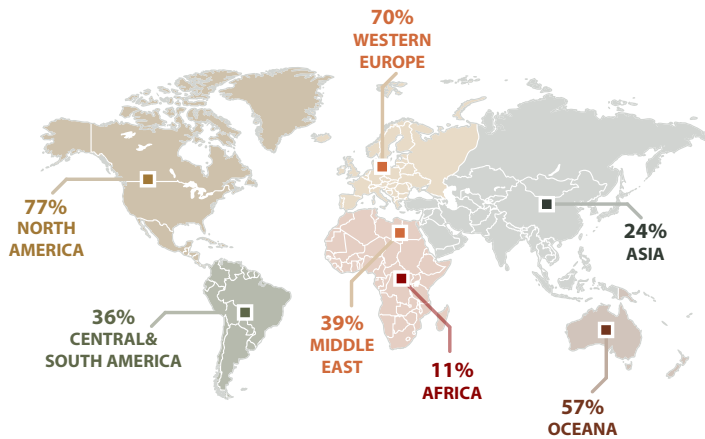 70%
WESTERN
EUROPE
77%
NORTH
AMERICA
24%
ASIA
36%
CENTRAL&
SOUTH AMERICA
39%
MIDDLE
EAST
11%
AFRICA
57%
OCEANA